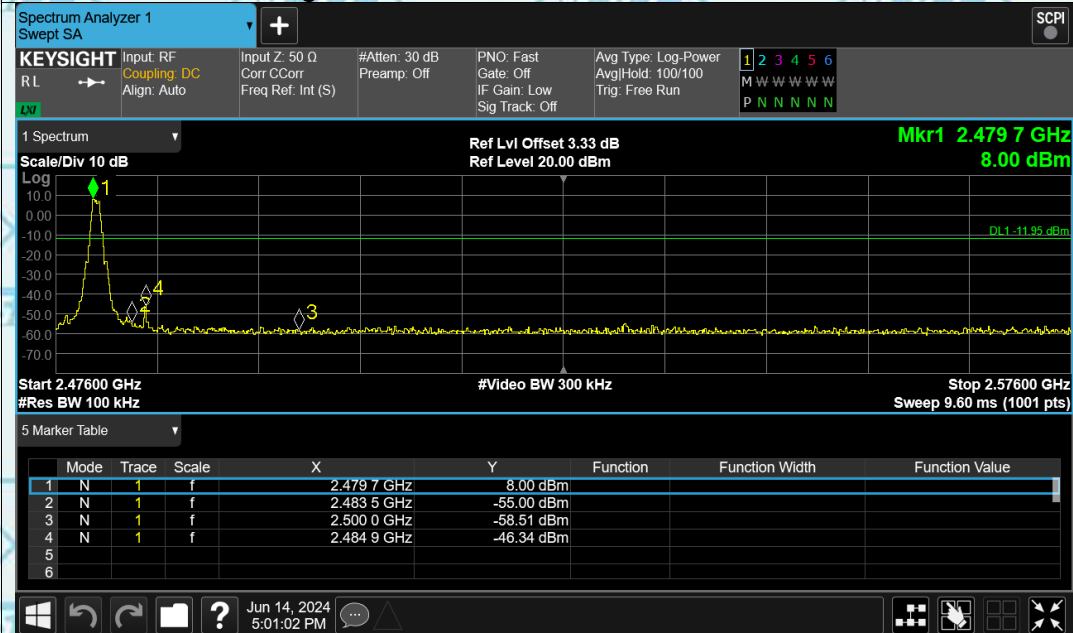 Spectrum Analyzer 1
Swept SA
+
SCPI
KEYSIGHT
R L
LXI
Input: RF
Coupling: DC
Align: Auto
Input Z: 50 Ω
Corr CCorr
Freq Ref: Int (S)
#Atten: 30 dB
Preamp: Off
PNO: Fast
Gate: Off
IF Gain: Low
Sig Track: Off
Avg Type: Log-Power
Avg|Hold: 100/100
Trig: Free Run
1 2 3 4 5 6
M W W W W W
P N N N N N
1 Spectrum
Scale/Div 10 dB
Ref Lvl Offset 3.33 dB
Ref Level 20.00 dBm
Mkr1 2.479 7 GHz
8.00 dBm
Log
10.0
0.00
-10.0
-20.0
-30.0
-40.0
-50.0
-60.0
-70.0
1
DL1 -11.95 dBm
4
2
3
Start 2.47600 GHz
#Video BW 300 kHz
Stop 2.57600 GHz
#Res BW 100 kHz
Sweep 9.60 ms (1001 pts)
5 Marker Table
Mode Trace Scale X Y Function Function Width Function Value
1 N 1 f 2.479 7 GHz 8.00 dBm
2 N 1 f 2.483 5 GHz -55.00 dBm
3 N 1 f 2.500 0 GHz -58.51 dBm
4 N 1 f 2.484 9 GHz -46.34 dBm
5
6
?
Jun 14, 2024
5:01:02 PM